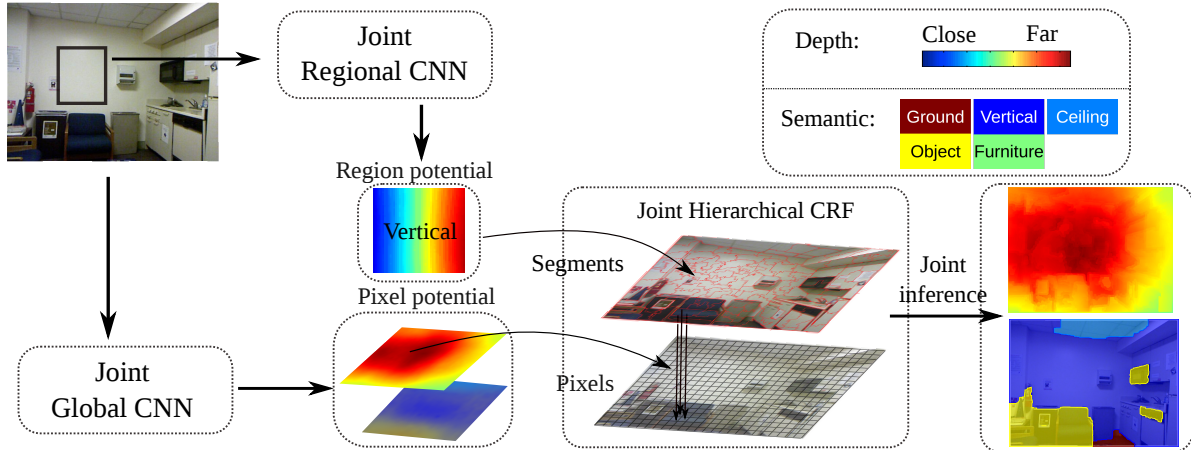 Joint
Regional CNN
Depth:
Close
Far
Semantic:
Ground
Vertical
Ceiling
Object
Furniture
Region potential
Vertical
Joint Hierarchical CRF
Segments
Joint
inference
Pixel potential
Pixels
Joint
Global CNN